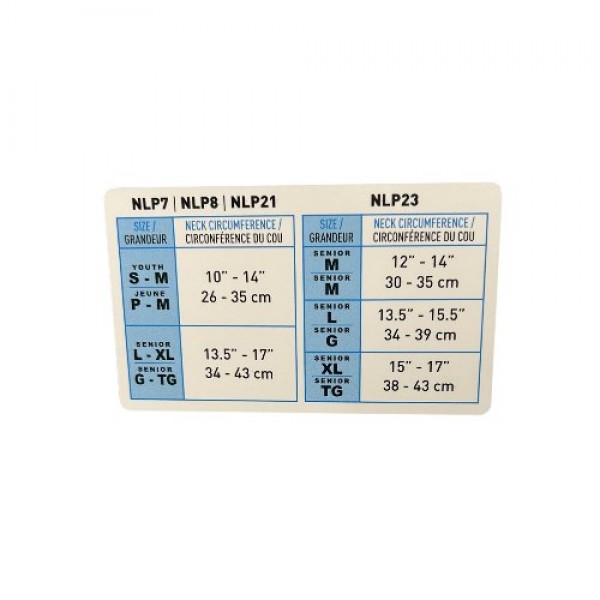 NLP7 | NLP8 | NLP21
SIZE /
GRANDEUR
NECK CIRCUMFERENCE /
CIRCONFÉRENCE DU COU
YOUTH
S - M
JEUNE
P - M
10" - 14"
26 - 35 cm
SENIOR
L - XL
SENIOR
G - TG
13.5" - 17"
34 - 43 cm
NLP23
SIZE /
GRANDEUR
NECK CIRCUMFERENCE /
CIRCONFÉRENCE DU COU
SENIOR
M
SENIOR
M
12" - 14"
30 - 35 cm
SENIOR
L
SENIOR
G
13.5" - 15.5"
34 - 39 cm
SENIOR
XL
SENIOR
TG
15" - 17"
38 - 43 cm